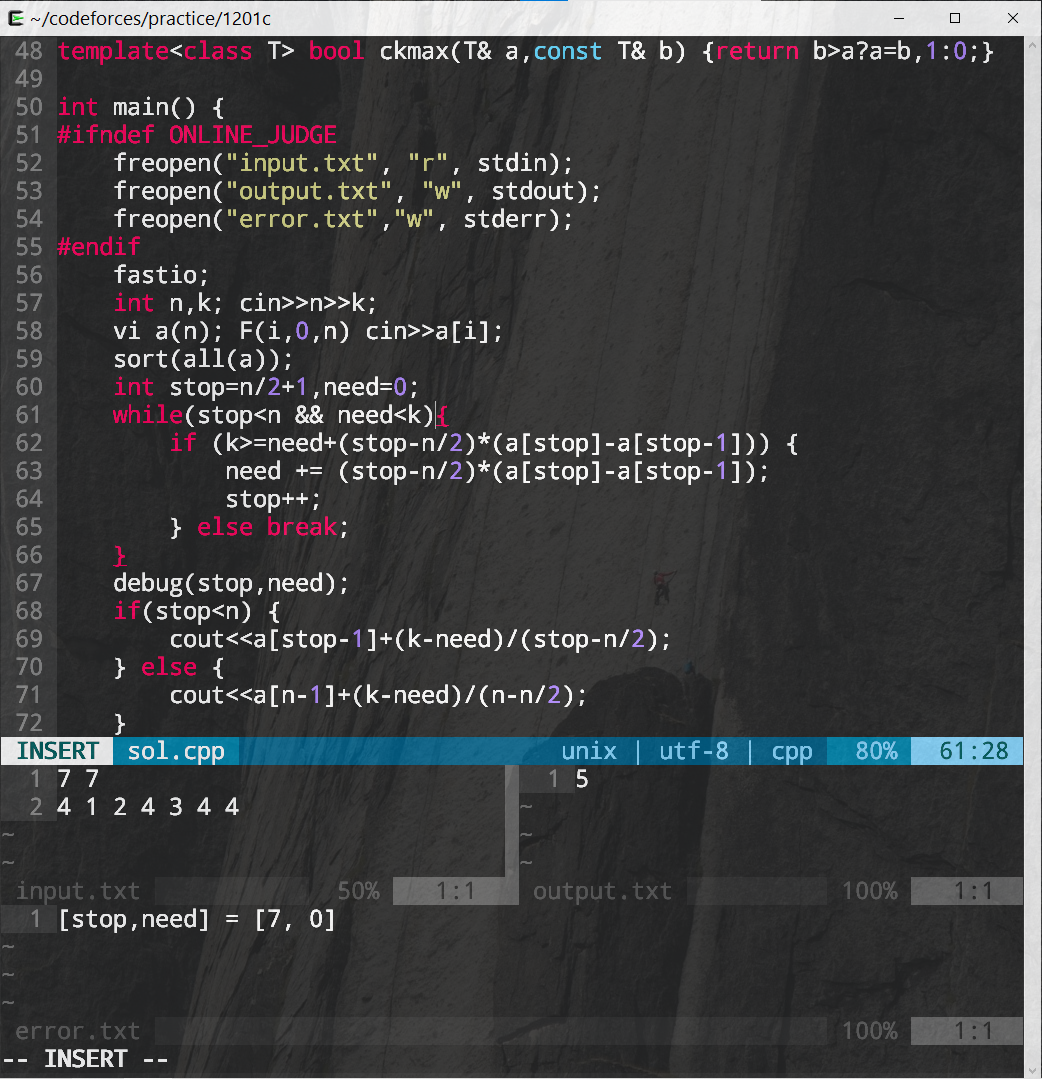 ~/codeforces/practice/1201c
48 template<class T> bool ckmax(T& a,const T& b) {return b>a?a=b,1:0;}
49
50 int main() {
51 #ifndef ONLINE_JUDGE
52     freopen("input.txt", "r", stdin);
53     freopen("output.txt", "w", stdout);
54     freopen("error.txt","w", stderr);
55 #endif
56     fastio;
57     int n,k; cin>>n>>k;
58     vi a(n); F(i,0,n) cin>>a[i];
59     sort(all(a));
60     int stop=n/2+1,need=0;
61     while(stop<n && need<k){
62         if (k>=need+(stop-n/2)*(a[stop]-a[stop-1])) {
63             need += (stop-n/2)*(a[stop]-a[stop-1]);
64             stop++;
65         } else break;
66     }
67     debug(stop,need);
68     if(stop<n) {
69         cout<<a[stop-1]+(k-need)/(stop-n/2);
70     } else {
71         cout<<a[n-1]+(k-need)/(n-n/2);
72     }
INSERT sol.cpp unix | utf-8 | cpp 80% 61:28
1 7 7
2 4 1 2 4 3 4 4
~
~
input.txt 50% 1:1
1 5
~
~
~
output.txt 100% 1:1
1 [stop,need] = [7, 0]
~
~
~
error.txt 100% 1:1
-- INSERT --